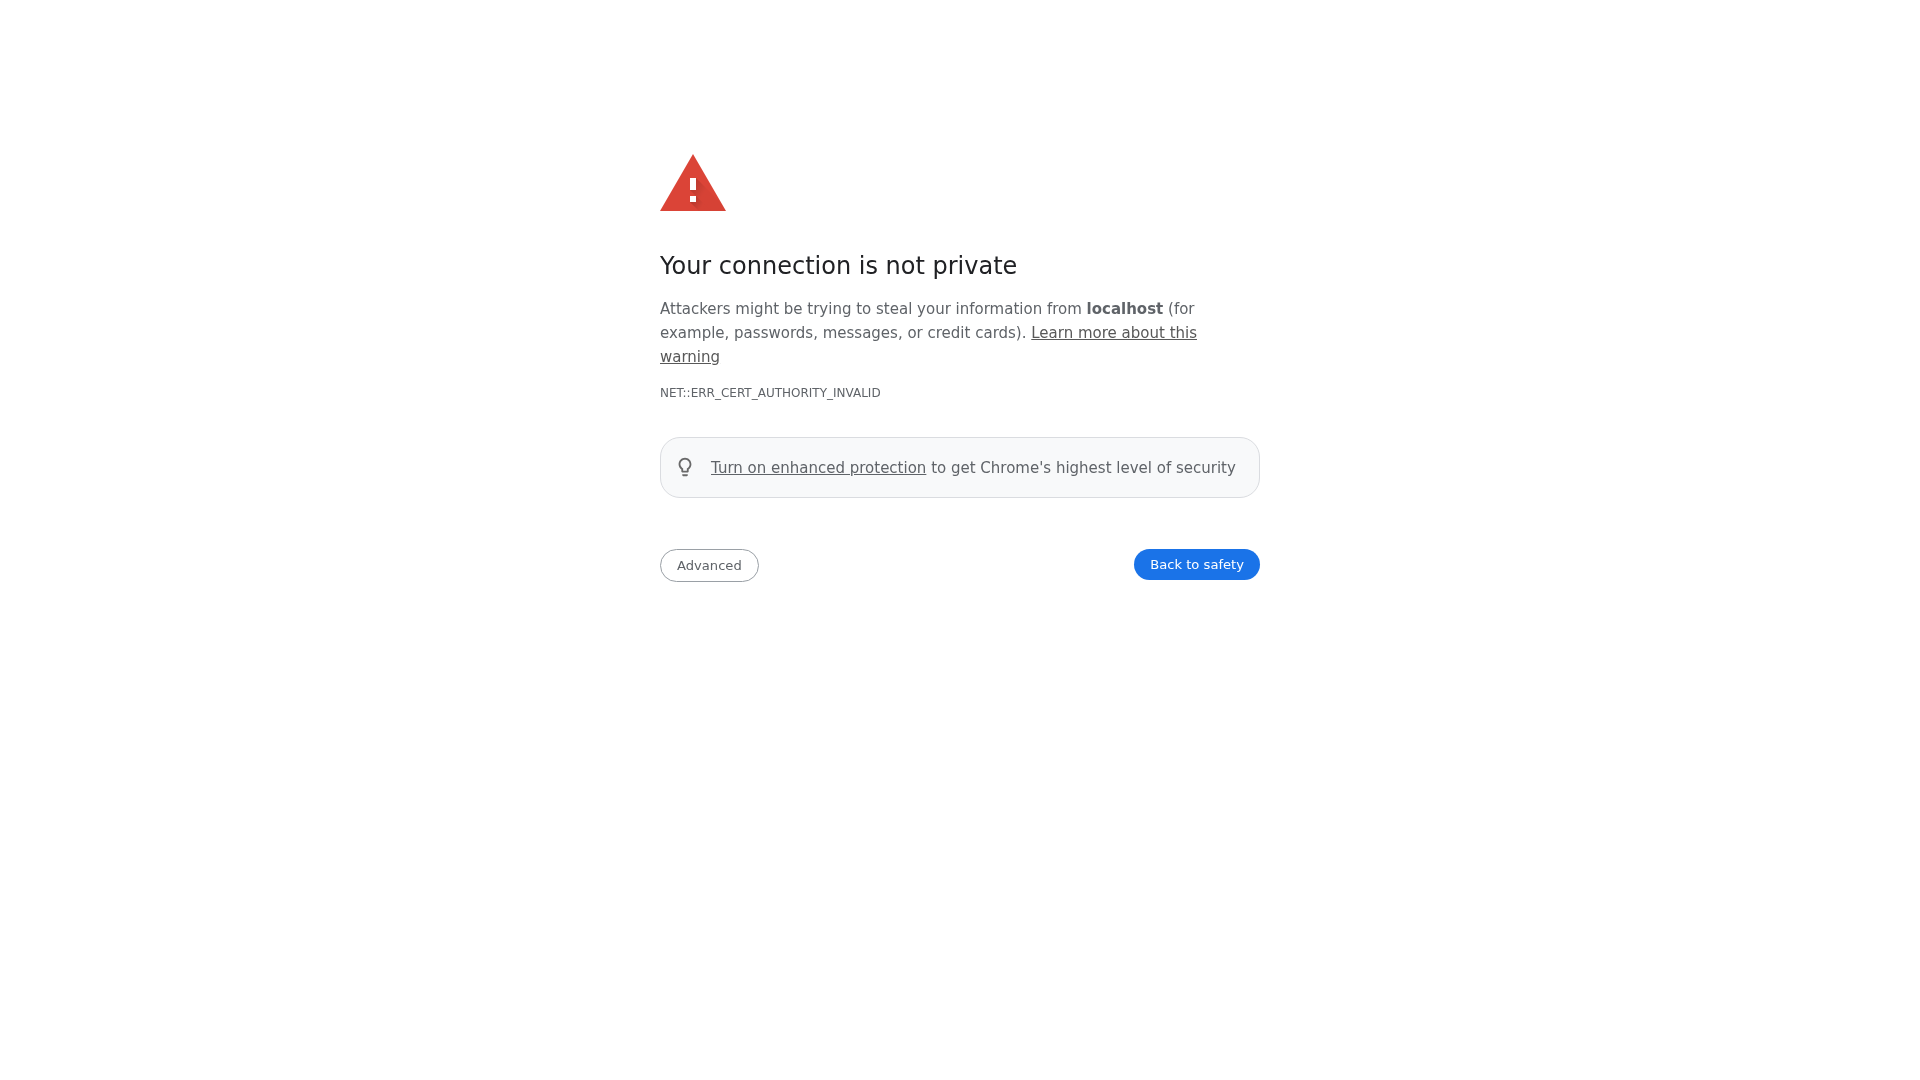 Your connection is not private
Attackers might be trying to steal your information from localhost (for
example, passwords, messages, or credit cards). Learn more about this
warning
NET::ERR_CERT_AUTHORITY_INVALID
Turn on enhanced protection to get Chrome's highest level of security
Advanced
Back to safety